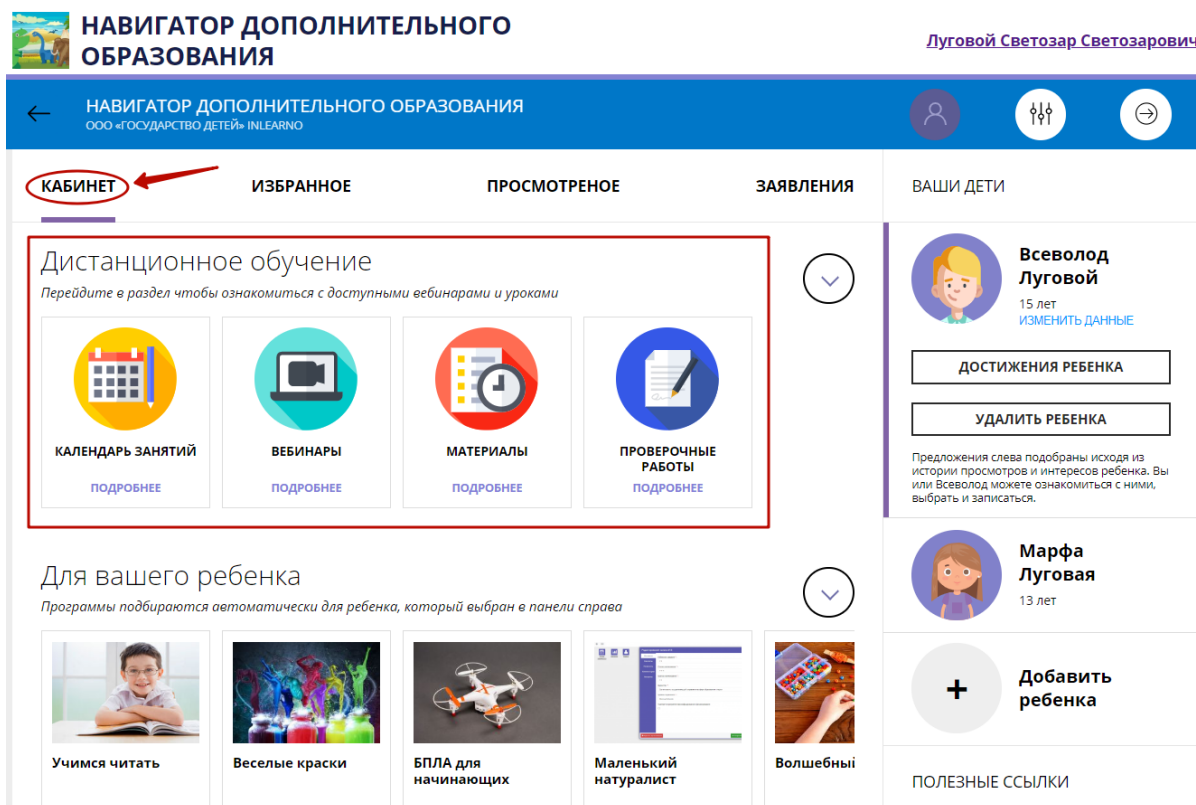 НАВИГАТОР ДОПОЛНИТЕЛЬНОГО
ОБРАЗОВАНИЯ
Луговой Светозар Светозарович
НАВИГАТОР ДОПОЛНИТЕЛЬНОГО ОБРАЗОВАНИЯ
ООО «ГОСУДАРСТВО ДЕТЕЙ» INLEARNO
КАБИНЕТ
ИЗБРАННОЕ
ПРОСМОТРЕНОЕ
ЗАЯВЛЕНИЯ
Дистанционное обучение
Перейдите в раздел чтобы ознакомиться с доступными вебинарами и уроками
КАЛЕНДАРЬ ЗАНЯТИЙ
ПОДРОБНЕЕ
ВЕБИНАРЫ
ПОДРОБНЕЕ
МАТЕРИАЛЫ
ПОДРОБНЕЕ
ПРОВЕРОЧНЫЕ
РАБОТЫ
ПОДРОБНЕЕ
Для вашего ребенка
Программы подбираются автоматически для ребенка, который выбран в панели справа
Учимся читать
Веселые краски
БПЛА для
начинающих
Маленький
натуралист
Волшебный
ВАШИ ДЕТИ
Всеволод
Луговой
15 лет
ИЗМЕНИТЬ ДАННЫЕ
ДОСТИЖЕНИЯ РЕБЕНКА
УДАЛИТЬ РЕБЕНКА
Предложения слева подобраны исходя из
истории просмотров и интересов ребенка. Вы
или Всеволод можете ознакомиться с ними,
выбрать и записаться.
Марфа
Луговая
13 лет
Добавить
ребенка
ПОЛЕЗНЫЕ ССЫЛКИ